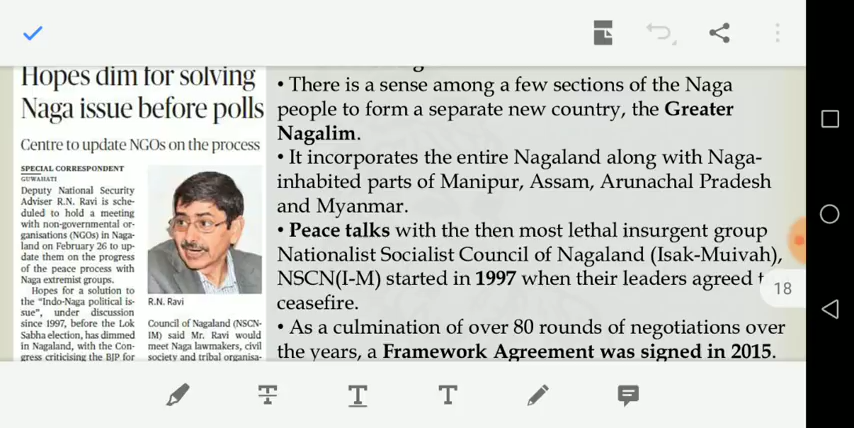 Hopes dim for solving
Naga issue before polls
Centre to update NGOs on the process
SPECIAL CORRESPONDENT
GUWAHATI
Deputy National Security
Adviser R.N. Ravi is sche-
duled to hold a meeting
with non-governmental or-
ganisations (NGOs) in Naga-
land on February 26 to up-
date them on the progress
of the peace process with
Naga extremist groups.
Hopes for a solution to
the "Indo-Naga political is-
sue", under discussion
since 1997, before the Lok
Sabha election, has dimmed
in Nagaland, with the Con-
gress criticising the BJP for
R.N. Ravi
Council of Nagaland (NSCN-
IM) said Mr. Ravi would
meet Naga lawmakers, civil
society and tribal organisa-
• There is a sense among a few sections of the Naga
people to form a separate new country, the Greater
Nagalim.
• It incorporates the entire Nagaland along with Naga-
inhabited parts of Manipur, Assam, Arunachal Pradesh
and Myanmar.
• Peace talks with the then most lethal insurgent group
Nationalist Socialist Council of Nagaland (Isak-Muivah),
NSCN(I-M) started in 1997 when their leaders agreed
ceasefire.
• As a culmination of over 80 rounds of negotiations over
the years, a Framework Agreement was signed in 2015.
18
T
T
T